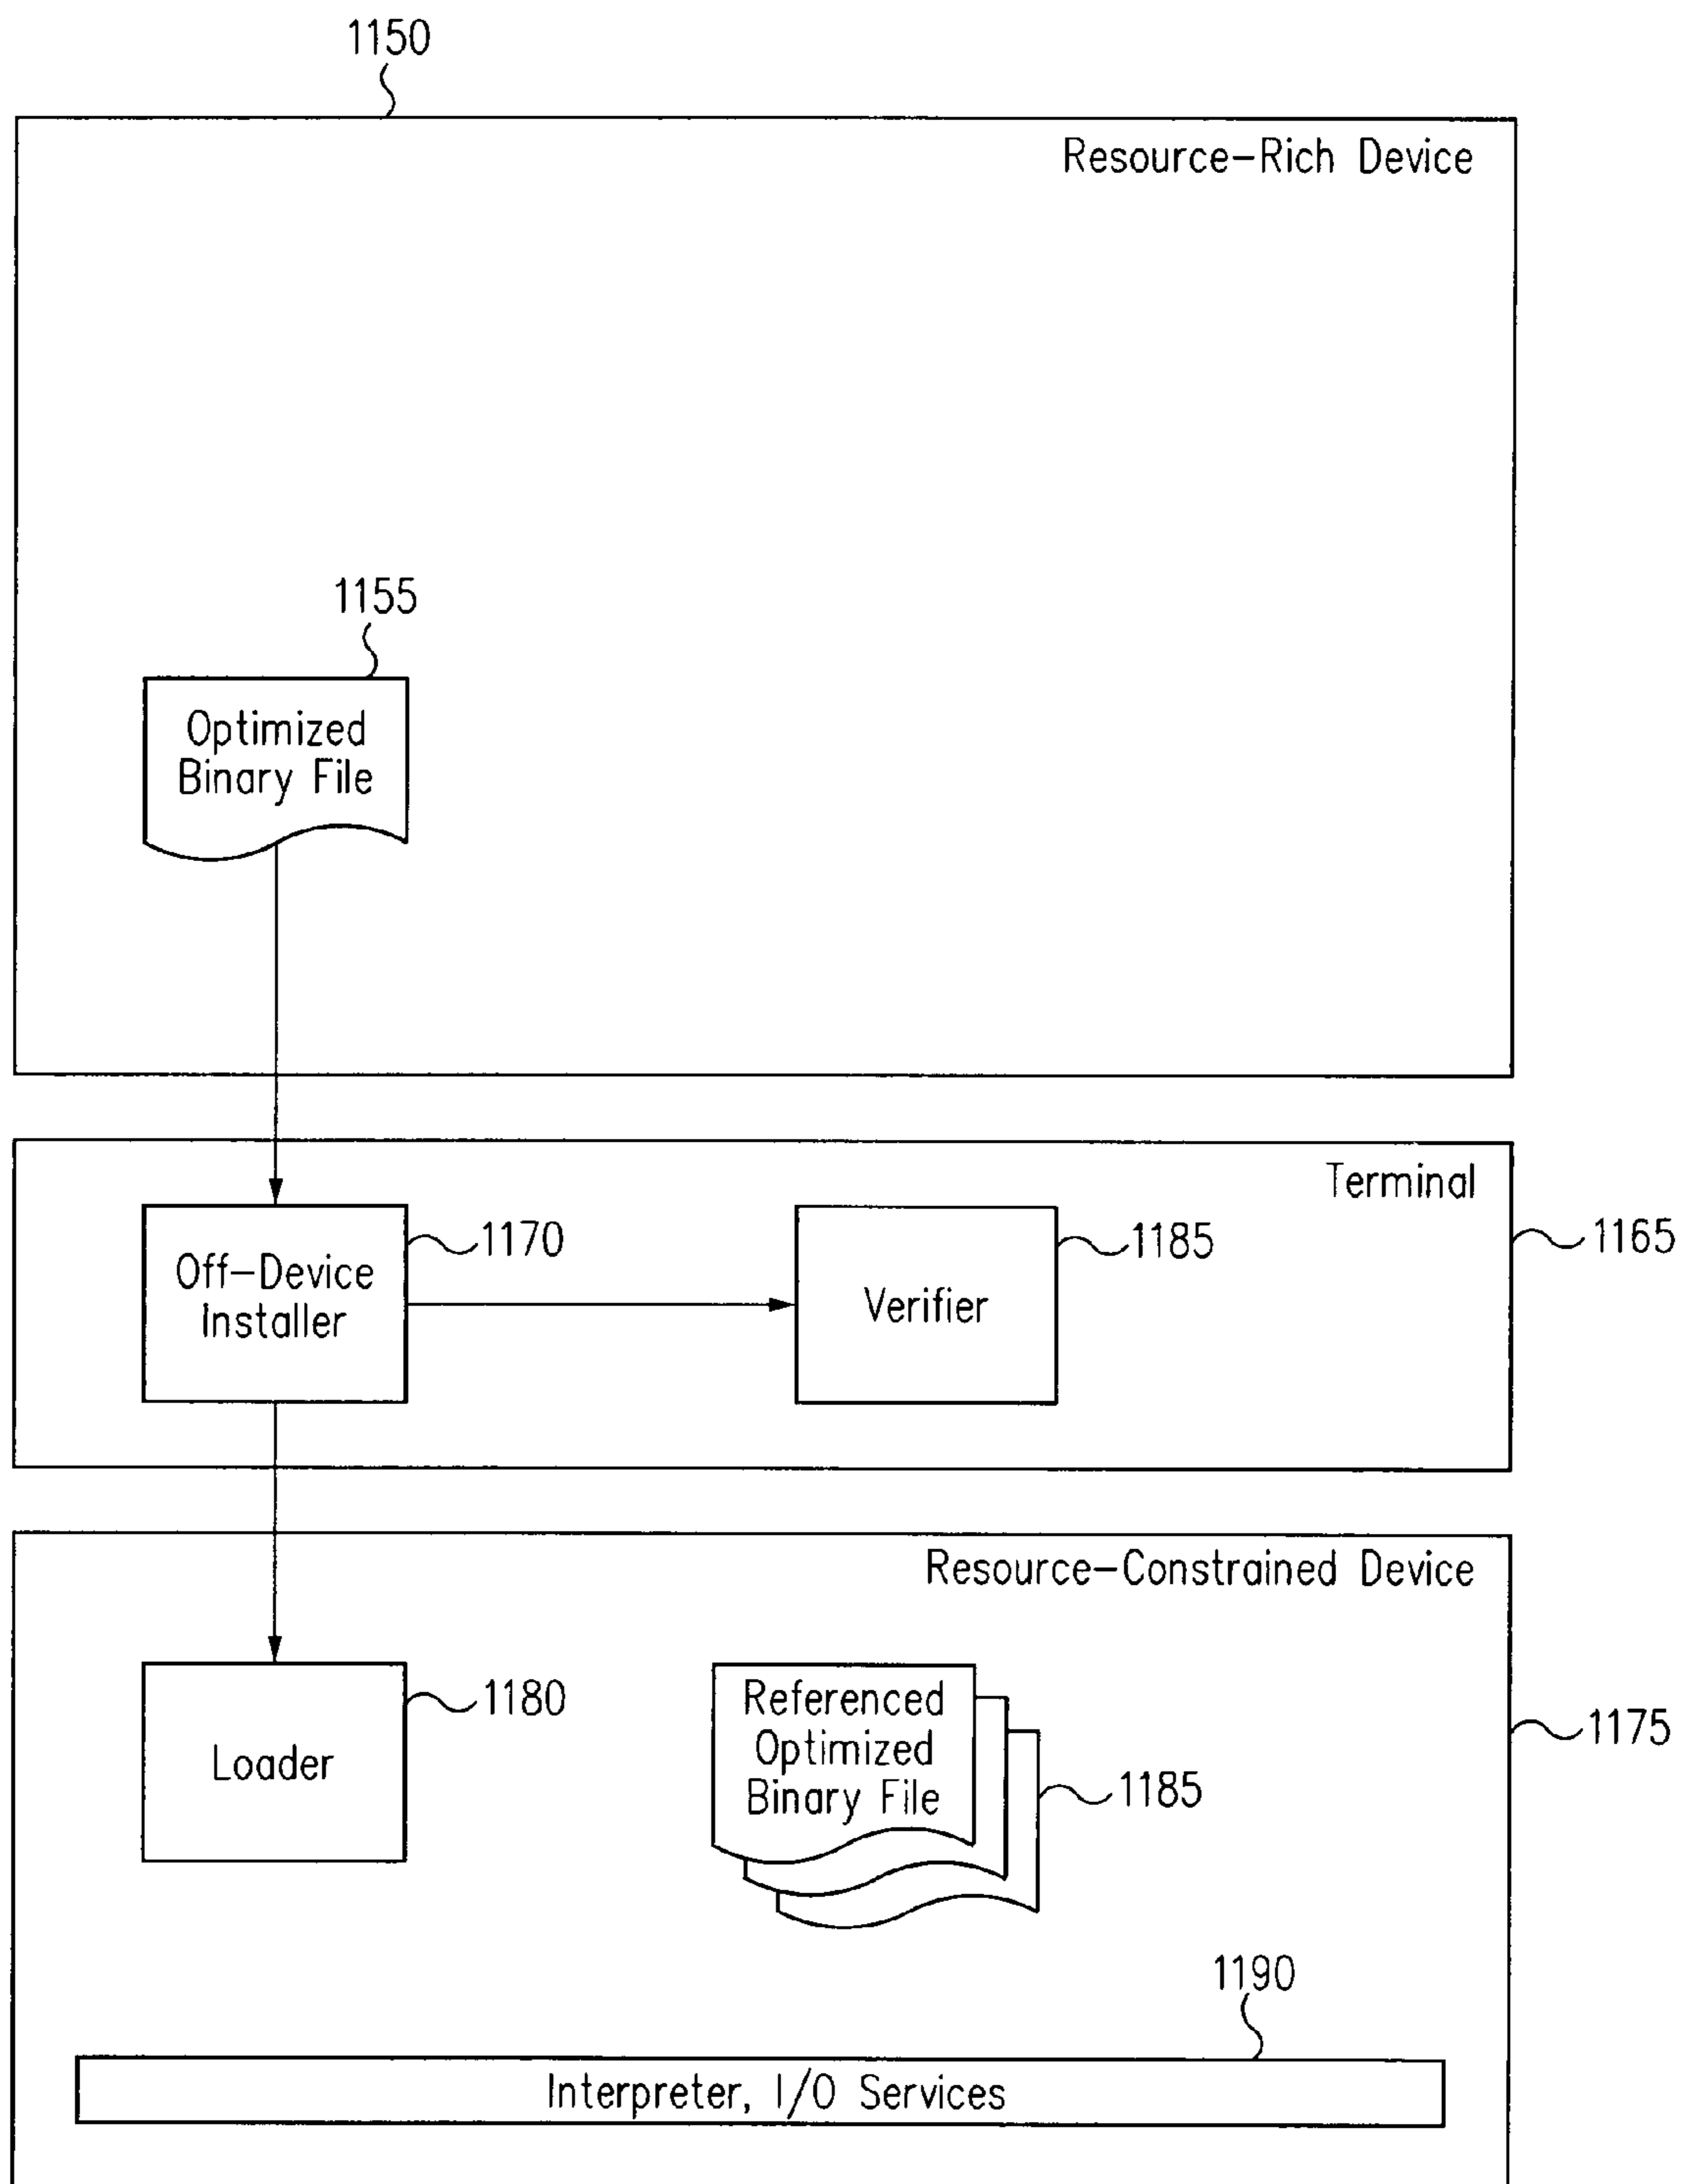 1150
Resource-Rich Device
1155
Optimized
Binary File
Terminal
1165
Off-Device
Installer
1170
Verifier
1185
Resource-Constrained Device
1175
Loader
1180
Referenced
Optimized
Binary File
1185
1190
Interpreter, I/O Services